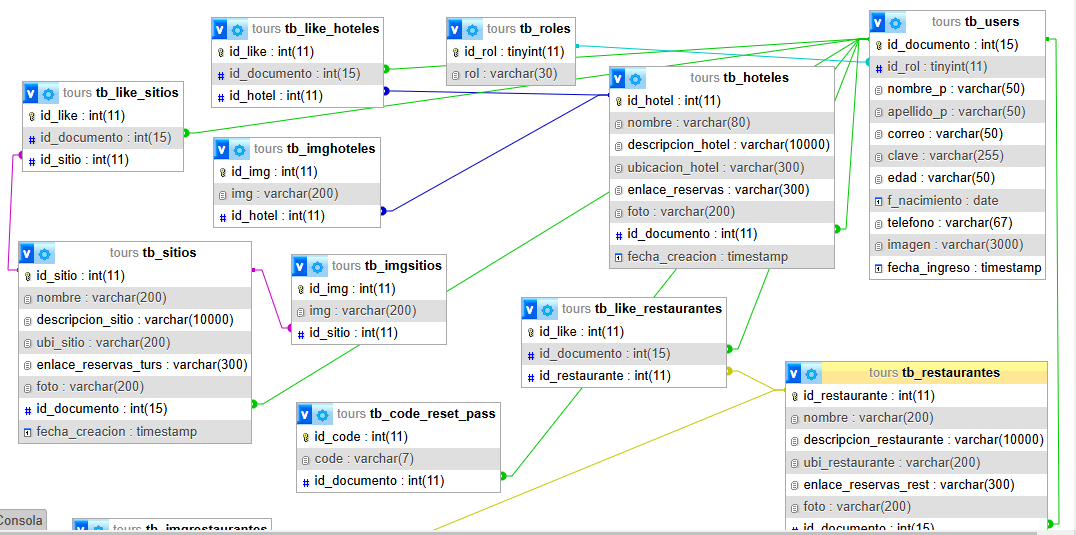 tours tb_like_hoteles
id_like : int(11)
id_documento : int(15)
id_hotel : int(11)
tours tb_roles
id_rol : tinyint(11)
rol : varchar(30)
tours tb_users
id_documento : int(15)
id_rol : tinyint(11)
nombre_p : varchar(50)
apellido_p : varchar(50)
correo : varchar(50)
clave : varchar(255)
edad : varchar(50)
f_nacimiento : date
telefono : varchar(67)
imagen : varchar(3000)
fecha_ingreso : timestamp
tours tb_hoteles
id_hotel : int(11)
nombre : varchar(80)
descripcion_hotel : varchar(10000)
ubicacion_hotel : varchar(300)
enlace_reservas : varchar(300)
foto : varchar(200)
id_documento : int(11)
fecha_creacion : timestamp
tours tb_like_sitios
id_like : int(11)
id_documento : int(15)
id_sitio : int(11)
tours tb_imghoteles
id_img : int(11)
img : varchar(200)
id_hotel : int(11)
tours tb_sitios
id_sitio : int(11)
nombre : varchar(200)
descripcion_sitio : varchar(10000)
ubi_sitio : varchar(200)
enlace_reservas_turs : varchar(300)
foto : varchar(200)
id_documento : int(15)
fecha_creacion : timestamp
tours tb_imgsitios
id_img : int(11)
img : varchar(200)
id_sitio : int(11)
tours tb_like_restaurantes
id_like : int(11)
id_documento : int(15)
id_restaurante : int(11)
tours tb_restaurantes
id_restaurante : int(11)
nombre : varchar(200)
descripcion_restaurante : varchar(10000)
ubi_restaurante : varchar(200)
enlace_reservas_rest : varchar(300)
foto : varchar(200)
id_documento : int(15)
tours tb_code_reset_pass
id_code : int(11)
code : varchar(7)
id_documento : int(11)
Consola
tours tb_imgrestaurantes